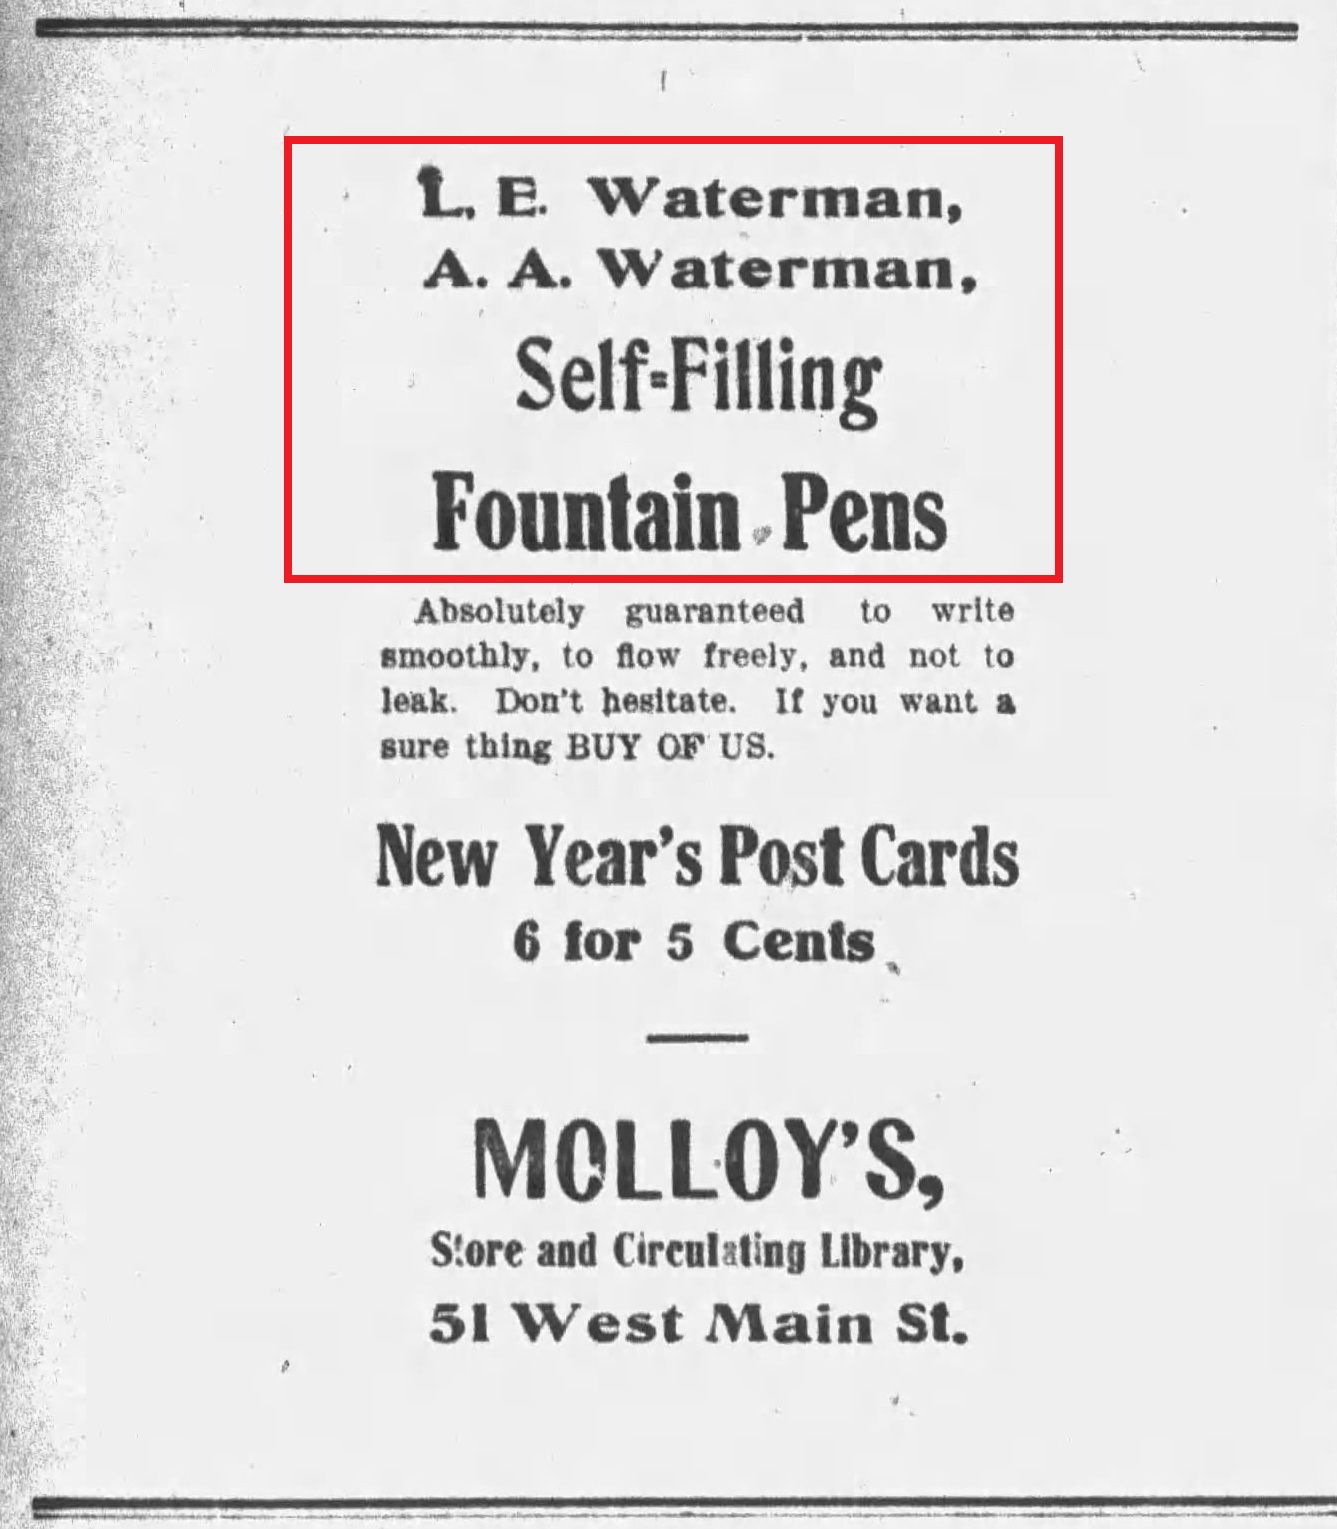 L. E. Waterman,
A. A. Waterman,
Self-Filling
Fountain Pens
Absolutely guaranteed to write
smoothly, to flow freely, and not to
leak. Don't hesitate. If you want a
sure thing BUY OF US.
New Year's Post Cards
6 for 5 Cents
MOLLOY'S,
Store and Circulating Library,
51 West Main St.